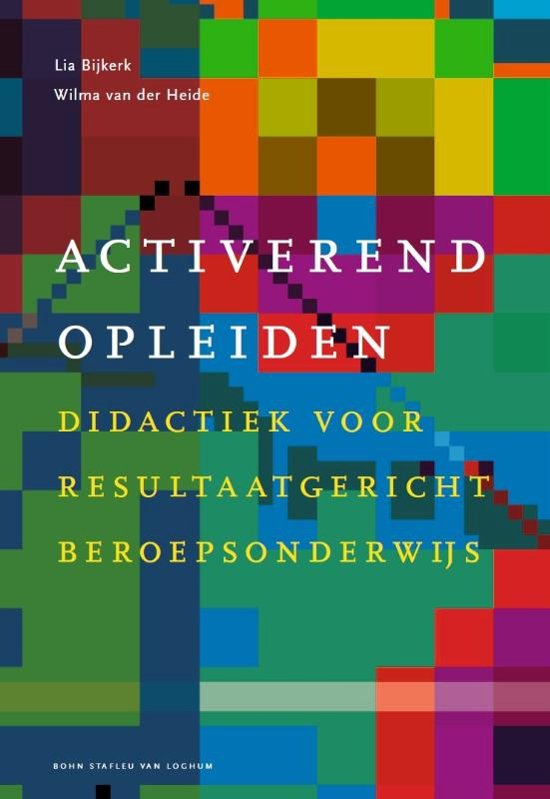 Lia Bijkerk
Wilma van der Heide
ACTIVEREND
OPLEIDEN
DIDACTIEK VOOR
RESULTAATGERICHT
BEROEPSONDERWIJS
BOHN STAFLEU VAN LOGHUM